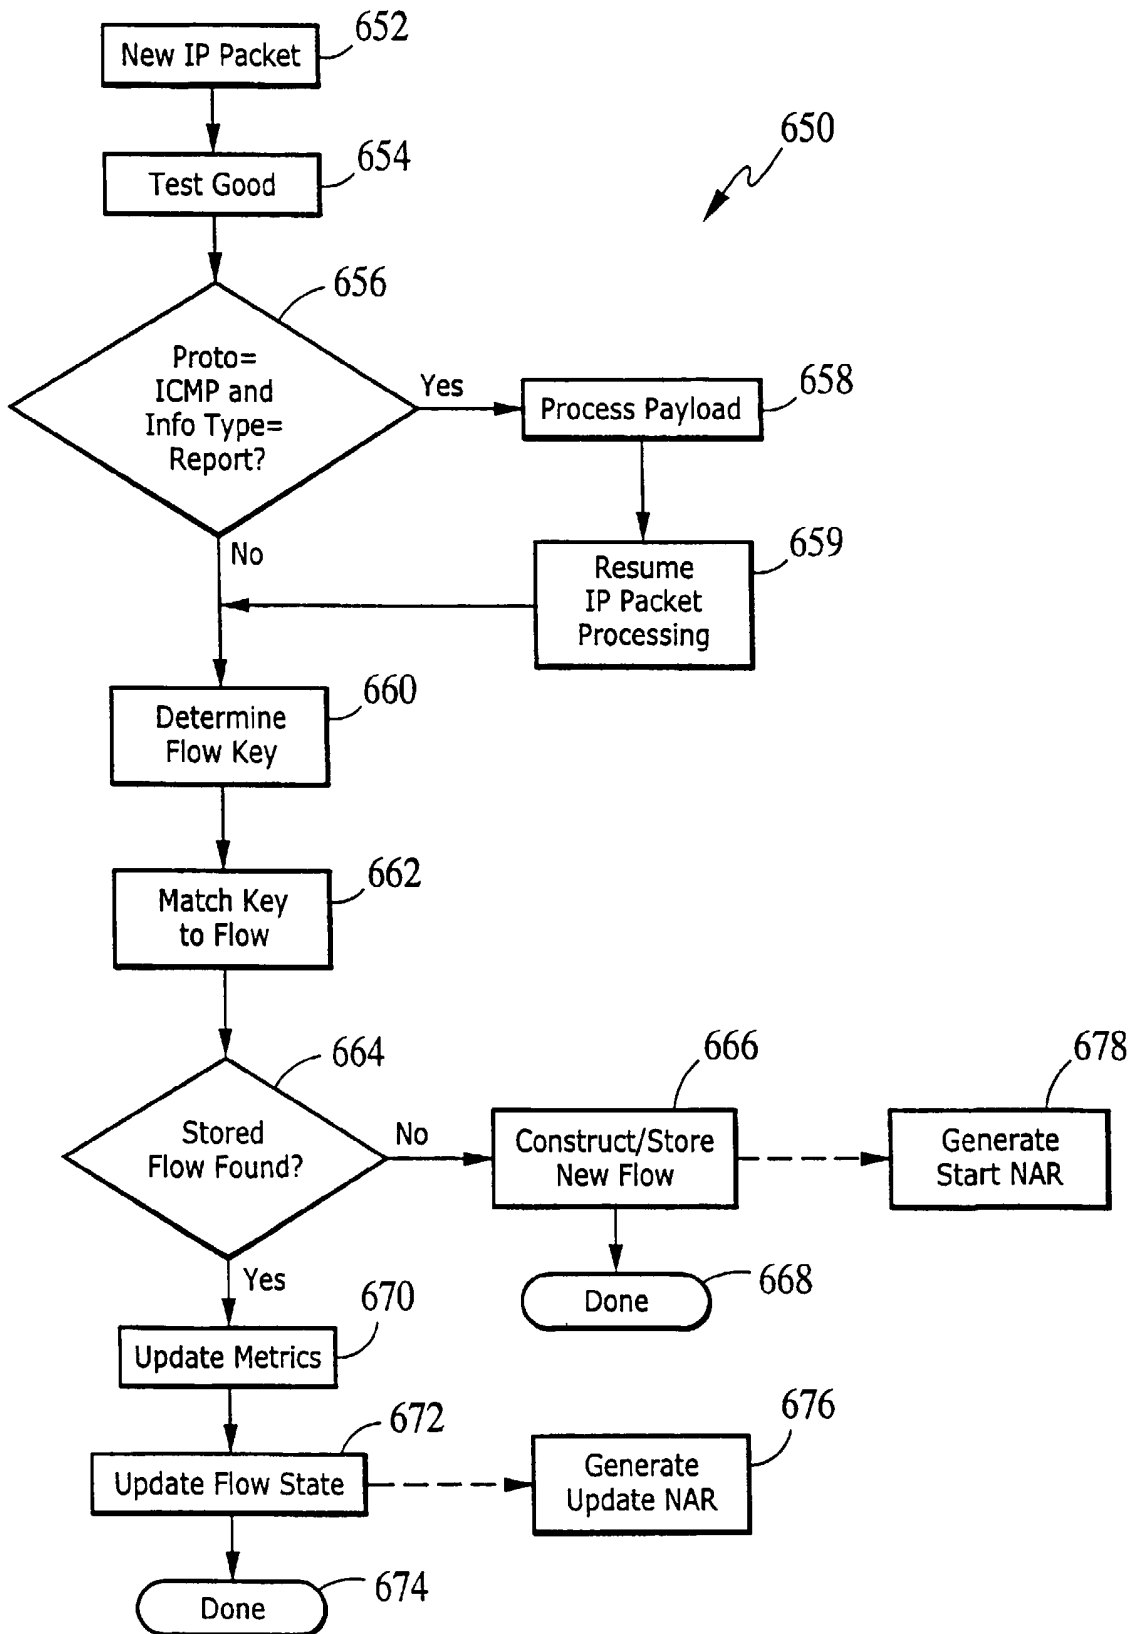 New IP Packet
652
Test Good
654
650
656
Proto=
ICMP and
Info Type=
Report?
Yes
Process Payload
658
No
Resume
IP Packet
Processing
659
Determine
Flow Key
660
Match Key
to Flow
662
664
Stored
Flow Found?
No
666
Construct/Store
New Flow
678
Generate
Start NAR
Done
668
Yes
670
Update Metrics
672
Update Flow State
676
Generate
Update NAR
Done
674